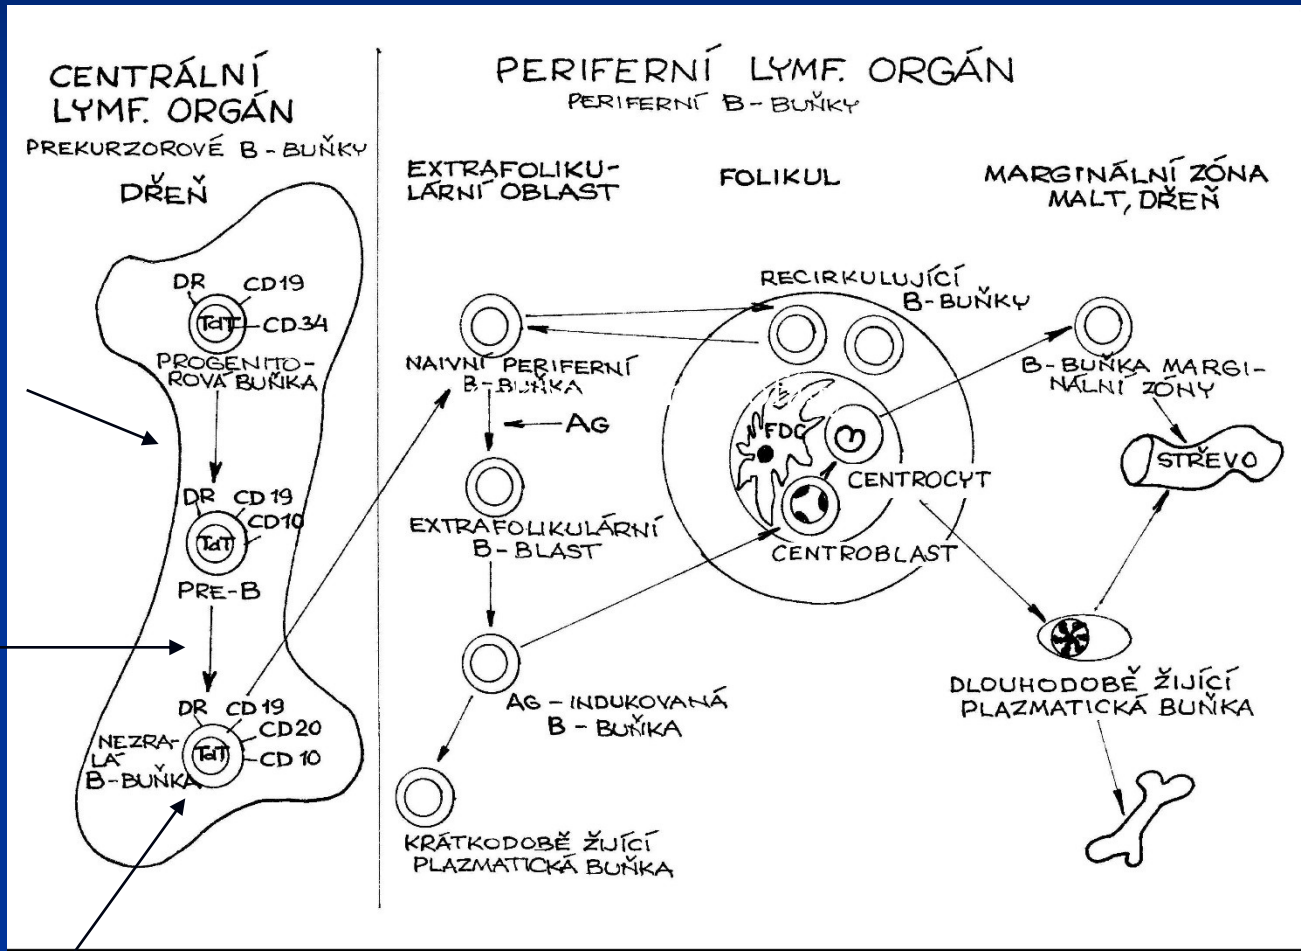 CENTRÁLNÍ
LYMF. ORGÁN
PREKURZOROVÉ B-BUŇKY
DŘEŇ
DR
CD19
TdT
CD34
PROGENITO-
ROVÁ BUŇKA
DR
CD19
CD10
TdT
PRE-B
DR
CD19
CD20
TdT
CD10
NEZRA-
LÁ
B-BUŇKA
PERIFERNÍ LYMF. ORGÁN
PERIFERNÍ B-BUŇKY
EXTRAFOLIKU-
LÁRNÍ OBLAST
NAIVNÍ PERIFERNÍ
B-BUŇKA
AG
EXTRAFOLIKULÁRNÍ
B-BLAST
AG-INDUKOVANÁ
B-BUŇKA
KRÁTKODOBĚ ŽIJÍCÍ
PLAZMATICKÁ BUŇKA
FOLIKUL
RECIRKULUJÍCÍ
B-BUŇKY
FDC
CENTROCYT
CENTROBLAST
MARGINÁLNÍ ZÓNA
MALT, DŘEŇ
B-BUŇKA MARGI-
NÁLNÍ ZÓNY
STŘEVO
DLOUHODOBĚ ŽIJÍCÍ
PLAZMATICKÁ BUŇKA